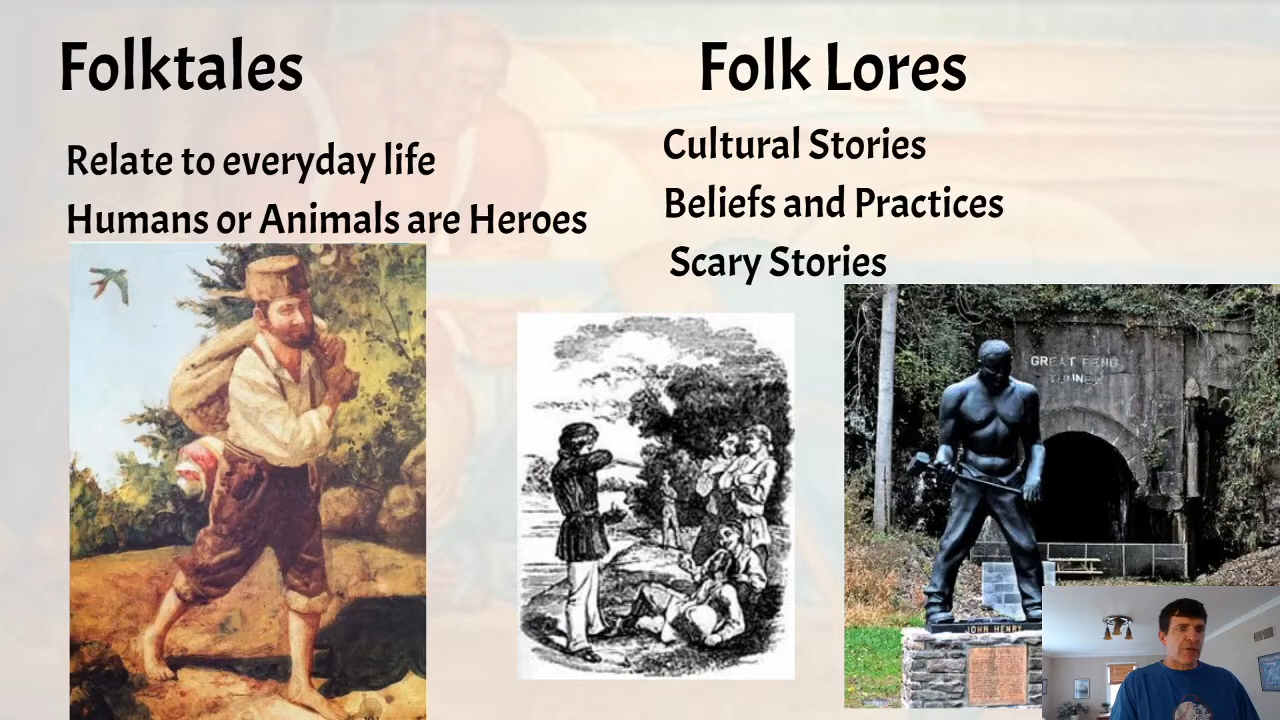 Folktales
Relate to everyday life
Humans or Animals are Heroes
Folk Lores
Cultural Stories
Beliefs and Practices
Scary Stories
GREAT BEND
JOHN HENRY